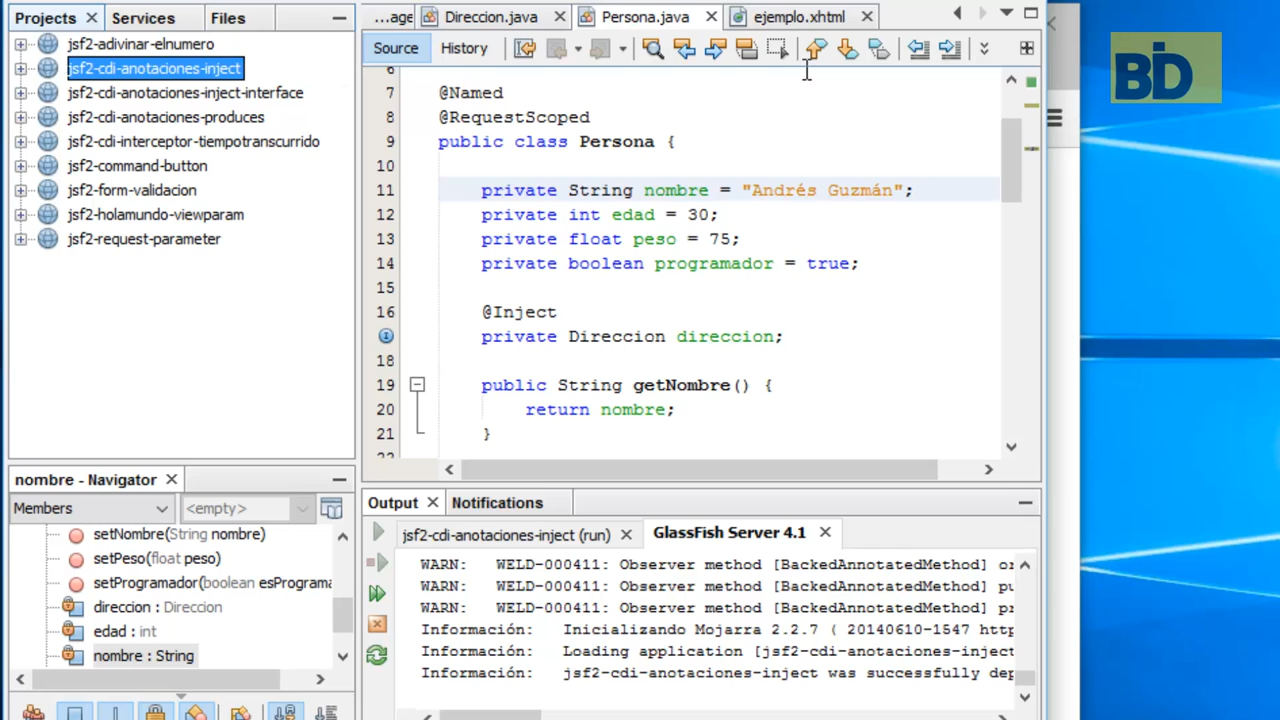 Projects
Services
Files
...age
Direccion.java
Persona.java
ejemplo.xhtml
Source
History
BID
jsf2-adivinar-elnumero
jsf2-cdi-anotaciones-inject
jsf2-cdi-anotaciones-inject-interface
jsf2-cdi-anotaciones-produces
jsf2-cdi-interceptor-tiempotranscurrido
jsf2-command-button
jsf2-form-validacion
jsf2-holamundo-viewparam
jsf2-request-parameter
6
7 @Named
8 @RequestScoped
9 public class Persona {
10
11 private String nombre = "Andrés Guzmán";
12 private int edad = 30;
13 private float peso = 75;
14 private boolean programador = true;
15
16 @Inject
private Direccion direccion;
18
19 public String getNombre() {
20 return nombre;
21 }
22
nombre - Navigator
Members
<empty>
setNombre(String nombre)
setPeso(float peso)
setProgramador(boolean esPrograma
direccion : Direccion
edad : int
nombre : String
Output
Notifications
jsf2-cdi-anotaciones-inject (run)
GlassFish Server 4.1
WARN: WELD-000411: Observer method [BackedAnnotatedMethod] or
WARN: WELD-000411: Observer method [BackedAnnotatedMethod] pu
WARN: WELD-000411: Observer method [BackedAnnotatedMethod] pr
Información: Inicializando Mojarra 2.2.7 ( 20140610-1547 http
Información: Loading application [jsf2-cdi-anotaciones-inject
Información: jsf2-cdi-anotaciones-inject was successfully dep